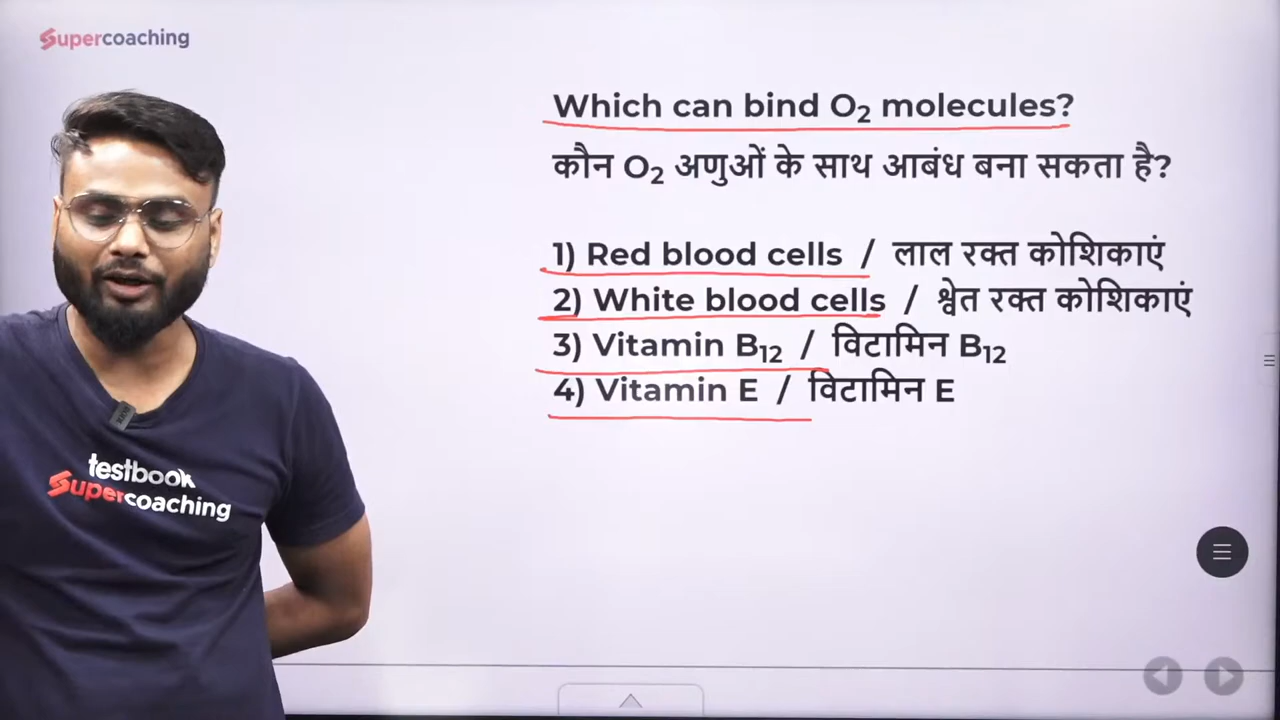 Supercoaching
Which can bind O₂ molecules?
कौन O₂ अणुओं के साथ आबंध बना सकता है?
1) Red blood cells / लाल रक्त कोशिकाएं
2) White blood cells / श्वेत रक्त कोशिकाएं
3) Vitamin B₁₂ / विटामिन B₁₂
4) Vitamin E / विटामिन E
testbook
Supercoaching